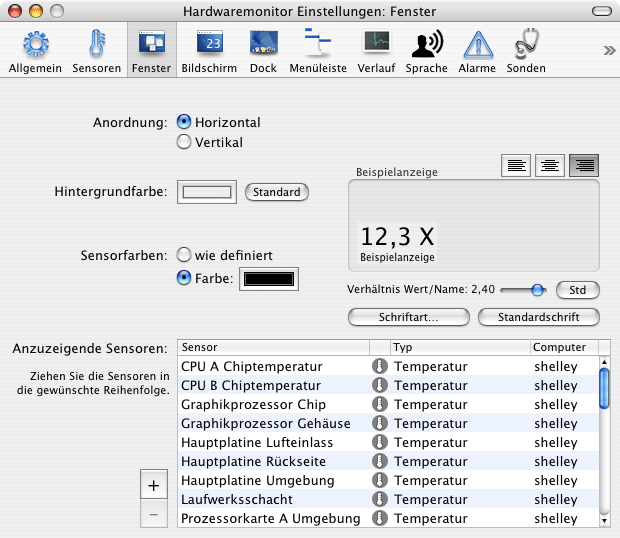 Hardwaremonitor Einstellungen: Fenster
Allgemein Sensoren Fenster Bildschirm Dock Menüleiste Verlauf Sprache Alarme Sonden »
23
Anordnung: Horizontal
Vertikal
Hintergrundfarbe: Standard
Beispielanzeige
12,3 X
Beispielanzeige
Sensorfarben: wie definiert
Farbe:
Verhältnis Wert/Name: 2,40 Std
Schriftart... Standardschrift
Anzuzeigende Sensoren:
Ziehen Sie die Sensoren in
die gewünschte Reihenfolge.
Sensor Typ Computer
CPU A Chiptemperatur Temperatur shelley
CPU B Chiptemperatur Temperatur shelley
Graphikprozessor Chip Temperatur shelley
Graphikprozessor Gehäuse Temperatur shelley
Hauptplatine Lufteinlass Temperatur shelley
Hauptplatine Rückseite Temperatur shelley
Hauptplatine Umgebung Temperatur shelley
Laufwerksschacht Temperatur shelley
Prozessorkarte A Umgebung Temperatur shelley
+
−